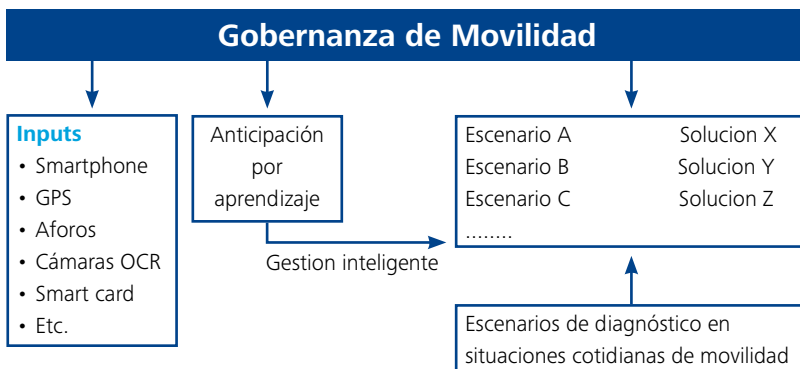 Gobernanza de Movilidad
Inputs
• Smartphone
• GPS
• Aforos
• Cámaras OCR
• Smart card
• Etc.
Anticipación
por
aprendizaje
Gestion inteligente
Escenario A Solucion X
Escenario B Solucion Y
Escenario C Solucion Z
........
Escenarios de diagnóstico en
situaciones cotidianas de movilidad